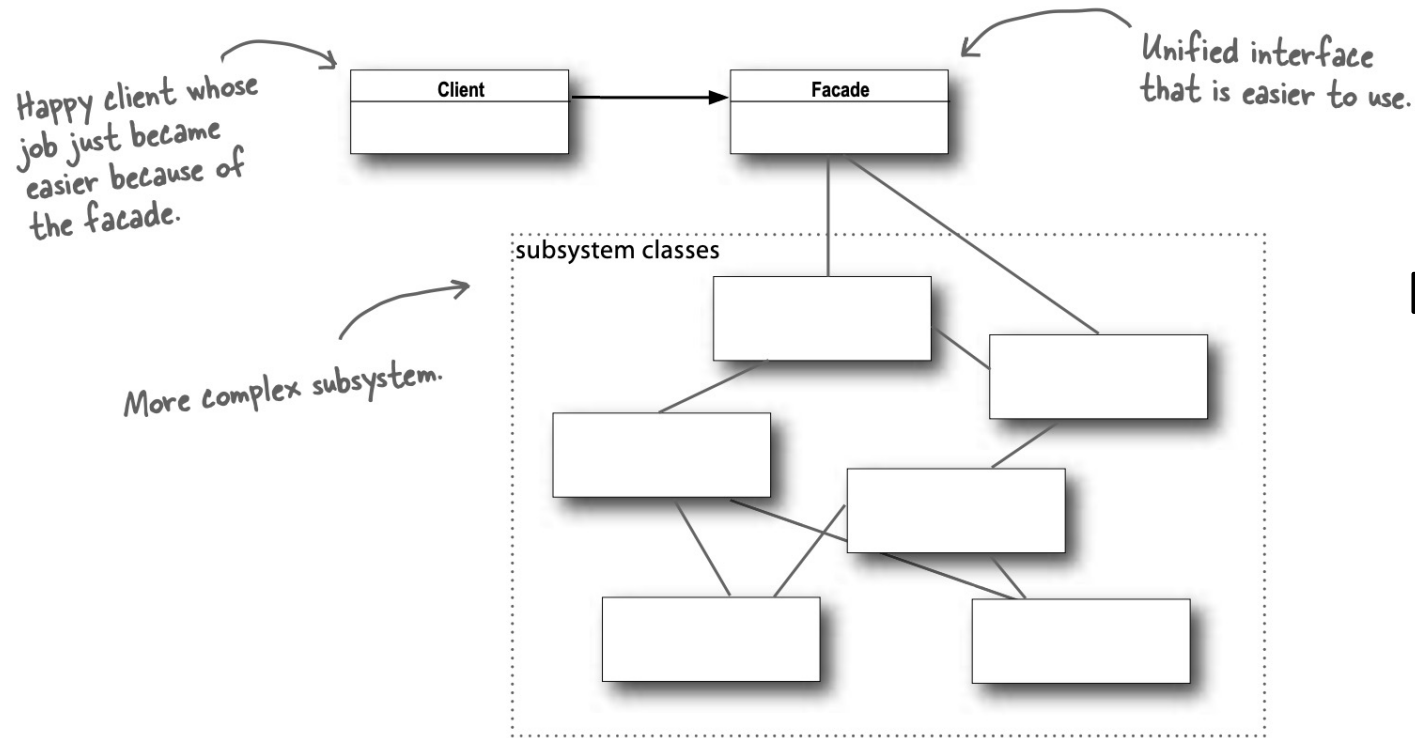 Happy client whose
job just became
easier because of
the facade.
Client
Facade
Unified interface
that is easier to use.
subsystem classes
More complex subsystem.